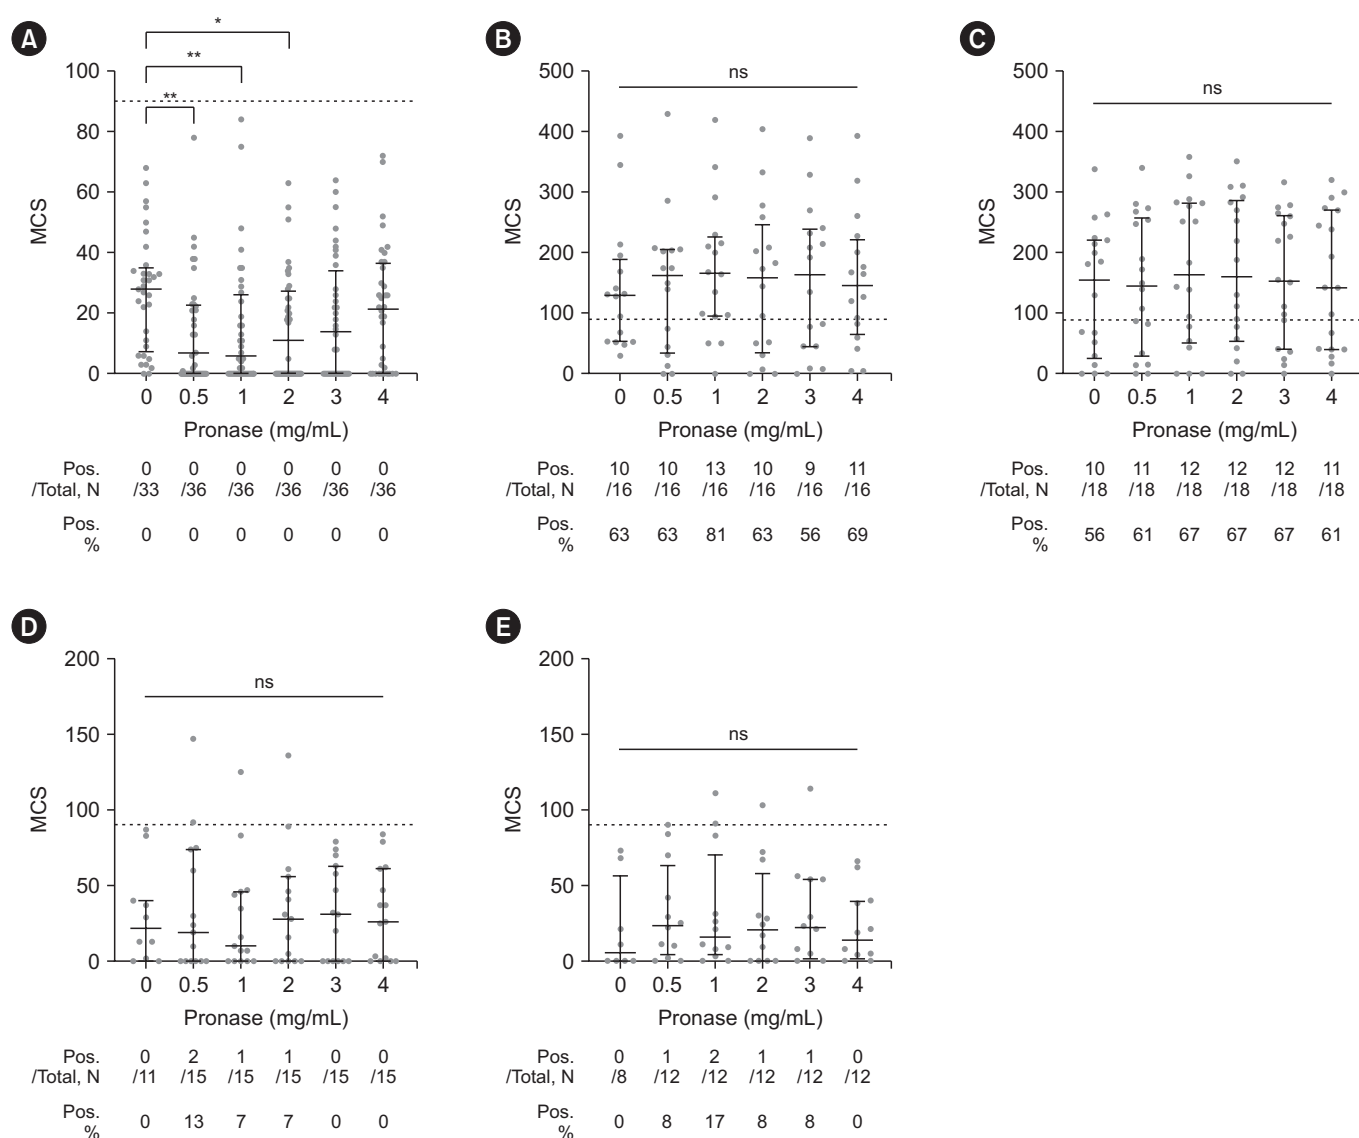 A
*
**
**
100
80
60
40
20
0
MCS
0 0.5 1 2 3 4
Pronase (mg/mL)
Pos. 0 0 0 0 0 0
/Total, N /33 /36 /36 /36 /36 /36
Pos.
% 0 0 0 0 0 0
B
ns
500
400
300
200
100
0
MCS
0 0.5 1 2 3 4
Pronase (mg/mL)
Pos. 10 10 13 10 9 11
/Total, N /16 /16 /16 /16 /16 /16
Pos.
% 63 63 81 63 56 69
C
ns
500
400
300
200
100
0
MCS
0 0.5 1 2 3 4
Pronase (mg/mL)
Pos. 10 11 12 12 12 11
/Total, N /18 /18 /18 /18 /18 /18
Pos.
% 56 61 67 67 67 61
D
ns
200
150
100
50
0
MCS
0 0.5 1 2 3 4
Pronase (mg/mL)
Pos. 0 2 1 1 0 0
/Total, N /11 /15 /15 /15 /15 /15
Pos.
% 0 13 7 7 0 0
E
ns
200
150
100
50
0
MCS
0 0.5 1 2 3 4
Pronase (mg/mL)
Pos. 0 1 2 1 1 0
/Total, N /8 /12 /12 /12 /12 /12
Pos.
% 0 8 17 8 8 0